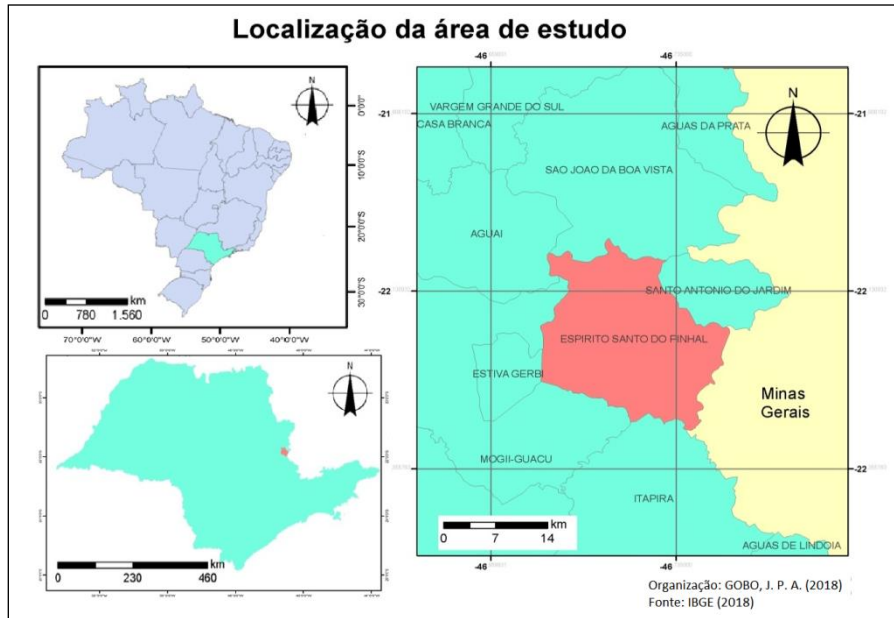 Localização da área de estudo
N
0°0'0"
10°0'0"S
20°0'0"S
30°0'0"S
km
0 780 1.560
70°0'0"W 60°0'0"W 50°0'0"W 40°0'0"W
N
km
0 230 460
-46 -46
-21 -21
-22 -22
-22 -22
-46 -46
N
VARGEM GRANDE DO SUL
CASA BRANCA
AGUAS DA PRATA
SAO JOAO DA BOA VISTA
AGUAI
SANTO ANTONIO DO JARDIM
ESPIRITO SANTO DO PINHAL
ESTIVA GERBI
Minas
Gerais
MOGII-GUACU
ITAPIRA
AGUAS DE LINDOIA
km
0 7 14
Organização: GOBO, J. P. A. (2018)
Fonte: IBGE (2018)